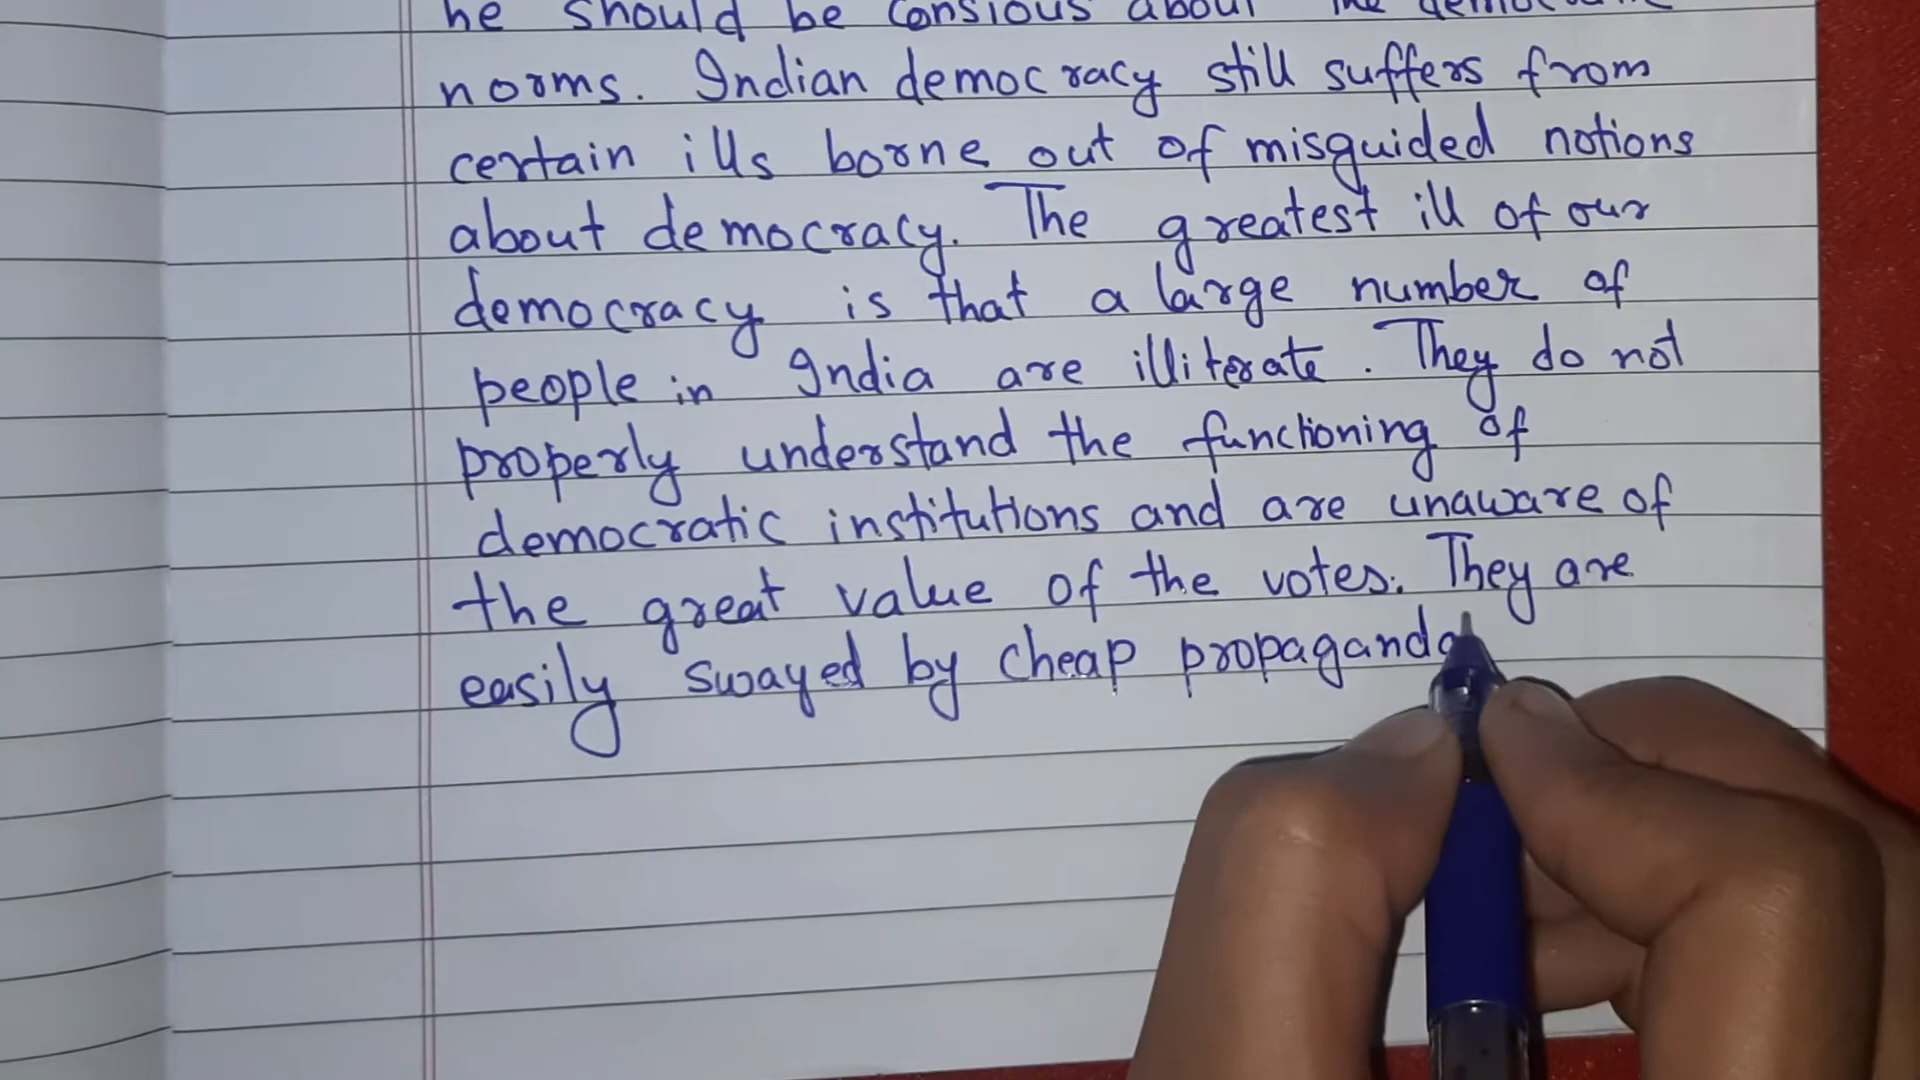 he should be consious about the democratic
norms. Indian democracy still suffers from
certain ills borne out of misguided notions
about democracy. The greatest ill of our
democracy is that a large number of
people in India are illiterate. They do not
properly understand the functioning of
democratic institutions and are unaware of
the great value of the votes. They are
easily swayed by cheap propaganda